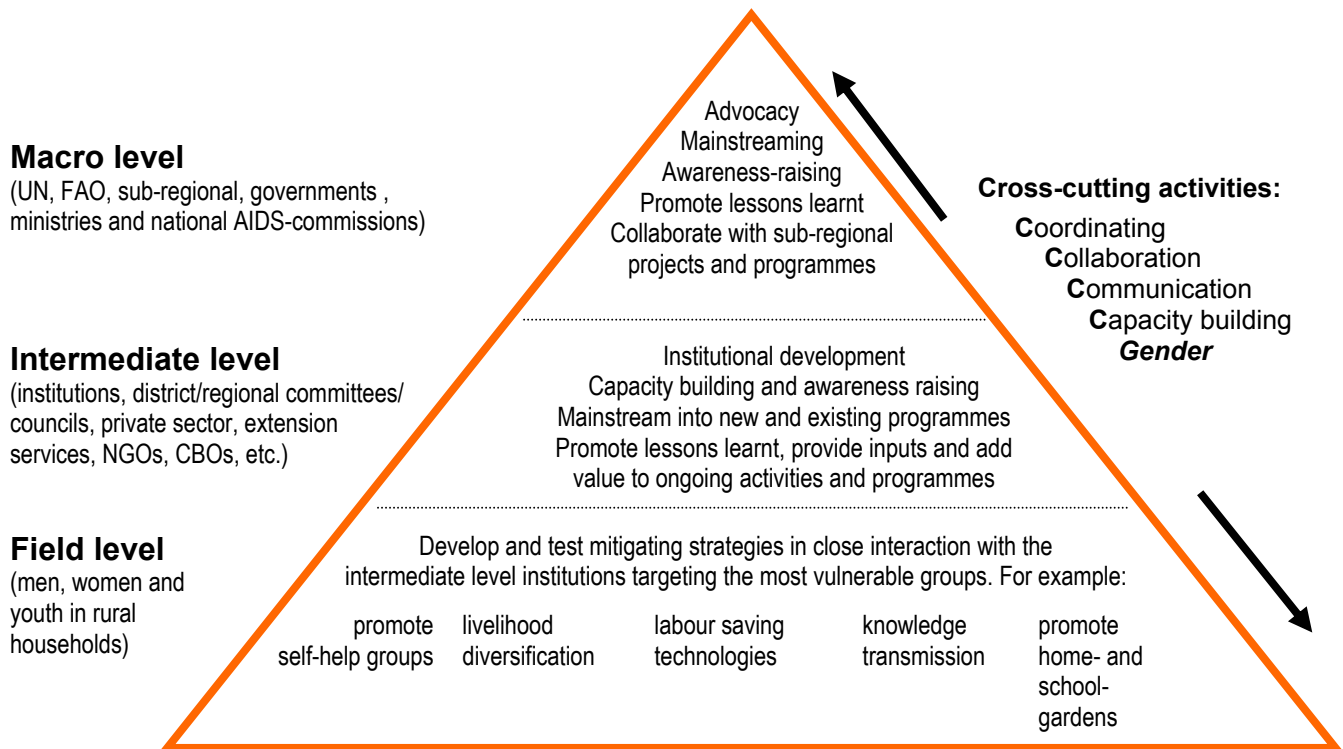 Macro level
(UN, FAO, sub-regional, governments ,
ministries and national AIDS-commissions)
Advocacy
Mainstreaming
Awareness-raising
Promote lessons learnt
Collaborate with sub-regional
projects and programmes
Cross-cutting activities:
Coordinating
Collaboration
Communication
Capacity building
Gender
Intermediate level
(institutions, district/regional committees/
councils, private sector, extension
services, NGOs, CBOs, etc.)
Institutional development
Capacity building and awareness raising
Mainstream into new and existing programmes
Promote lessons learnt, provide inputs and add
value to ongoing activities and programmes
Field level
(men, women and
youth in rural
households)
Develop and test mitigating strategies in close interaction with the
intermediate level institutions targeting the most vulnerable groups. For example:
promote
self-help groups
livelihood
diversification
labour saving
technologies
knowledge
transmission
promote
home- and
school-
gardens